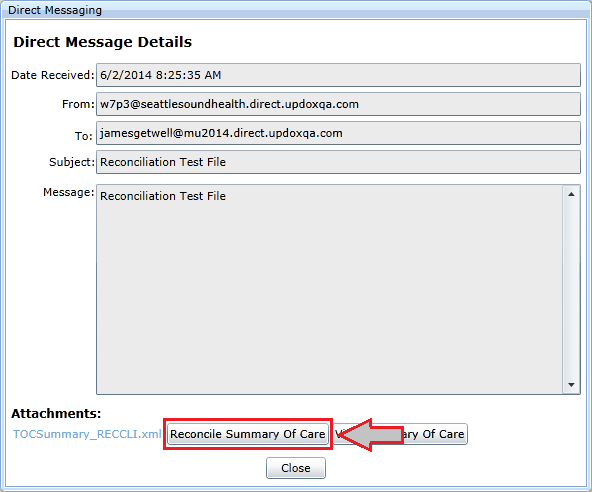 Direct Messaging
Direct Message Details
Date Received: 6/2/2014 8:25:35 AM
From: w7p3@seattlesoundhealth.direct.updoxqa.com
To: jamesgetwell@mu2014.direct.updoxqa.com
Subject: Reconciliation Test File
Message: Reconciliation Test File
Attachments:
TOCSummary_RECCLI.xml Reconcile Summary Of Care Of Care
Close